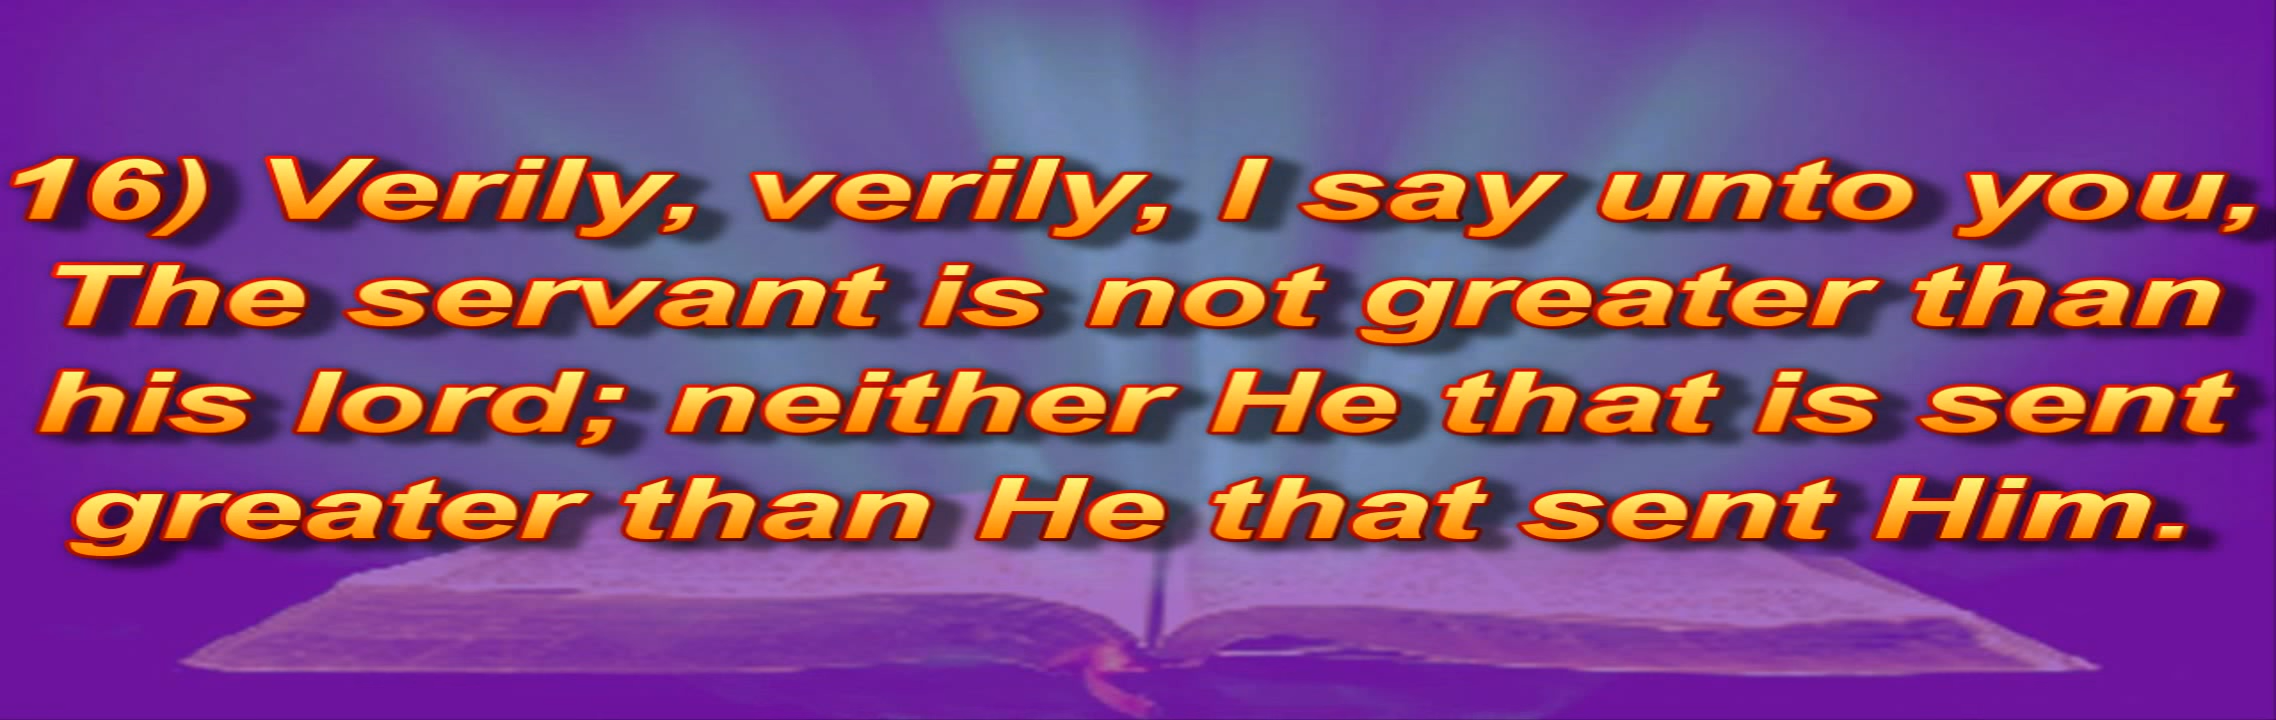 16) Verily, verily, I say unto you,
The servant is not greater than
his lord; neither He that is sent
greater than He that sent Him.